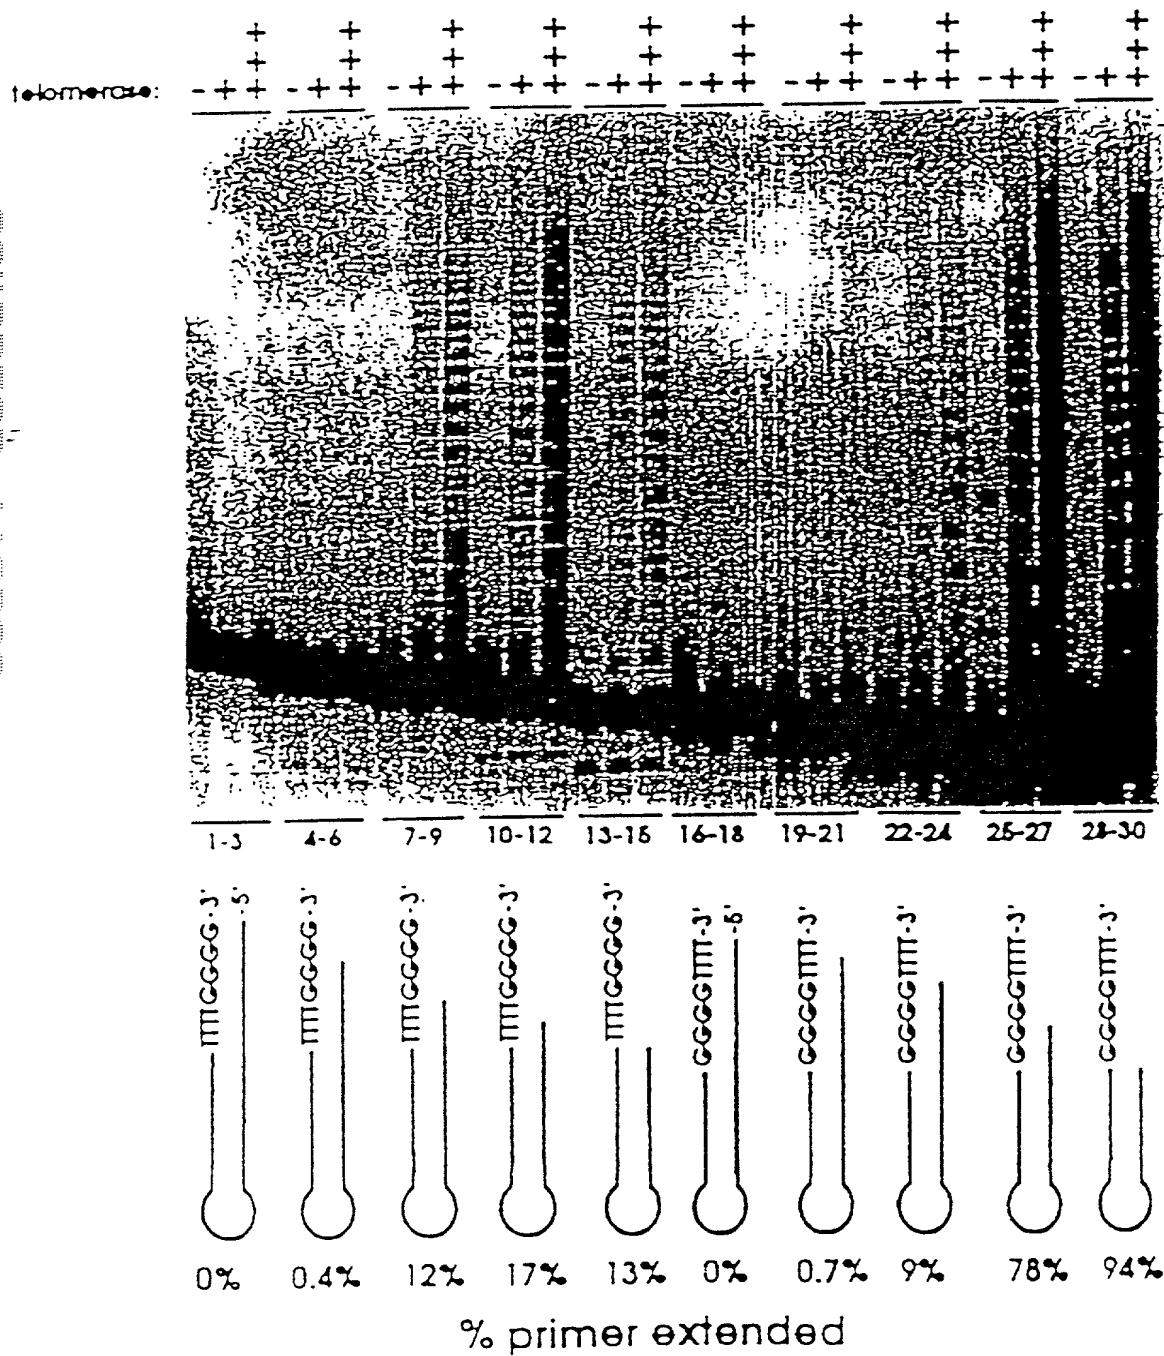 + + + + + + + + + +
+ + + + + + + + + +
telomerase: - + + - + + - + + - + + - + + - + + - + + - + + - + + - + +
1-3 4-6 7-9 10-12 13-15 16-18 19-21 22-24 25-27 28-30
TTTTGGGG-3'
-5'
TTTTGGGG-3'
TTTTGGGG-3'
TTTTGGGG-3'
TTTTGGGG-3'
GGGGTTTT-3'
-5'
GGGGTTTT-3'
GGGGTTTT-3'
GGGGTTTT-3'
GGGGTTTT-3'
0% 0.4% 12% 17% 13% 0% 0.7% 9% 78% 94%
% primer extended